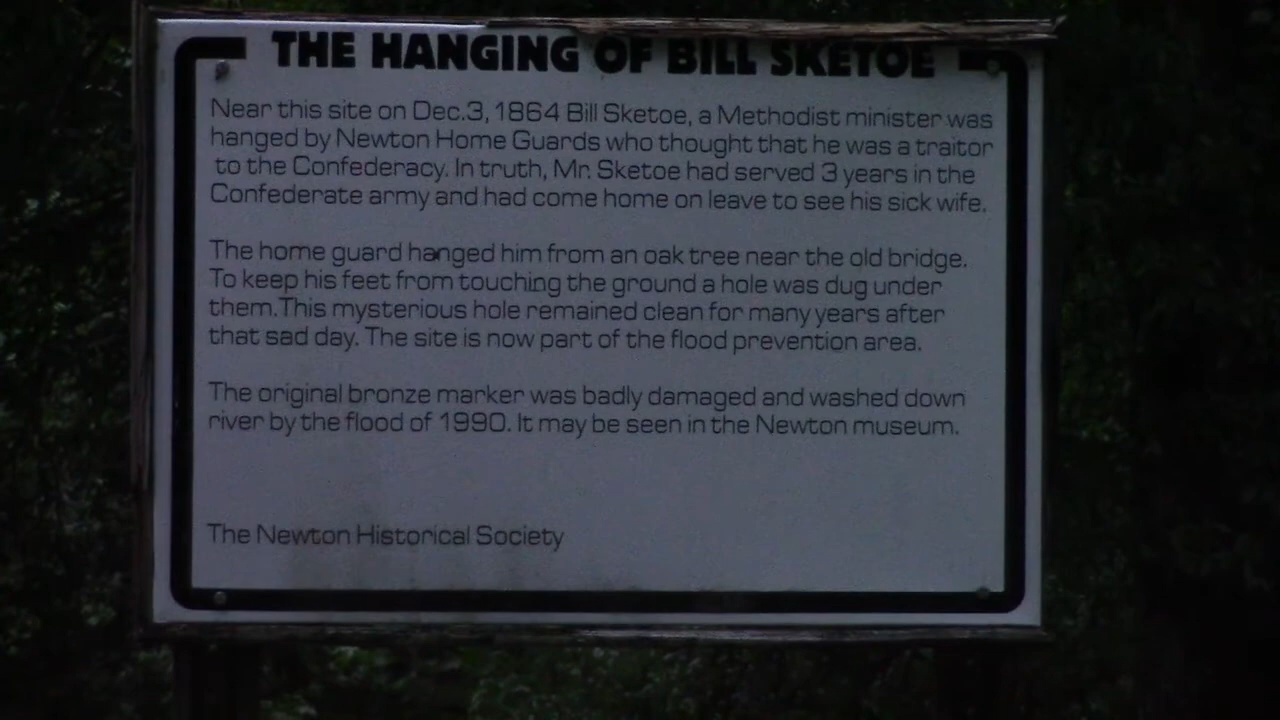 THE HANGING OF BILL SKETOE
Near this site on Dec.3, 1864 Bill Sketoe, a Methodist minister was
hanged by Newton Home Guards who thought that he was a traitor
to the Confederacy. In truth, Mr. Sketoe had served 3 years in the
Confederate army and had come home on leave to see his sick wife.
The home guard hanged him from an oak tree near the old bridge.
To keep his feet from touching the ground a hole was dug under
them.This mysterious hole remained clean for many years after
that sad day. The site is now part of the flood prevention area.
The original bronze marker was badly damaged and washed down
river by the flood of 1990. It may be seen in the Newton museum.
The Newton Historical Society